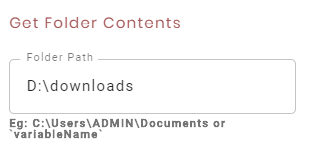 Get Folder Contents
Folder Path
D:\downloads
Eg: C:\Users\ADMIN\Documents or
`variableName`